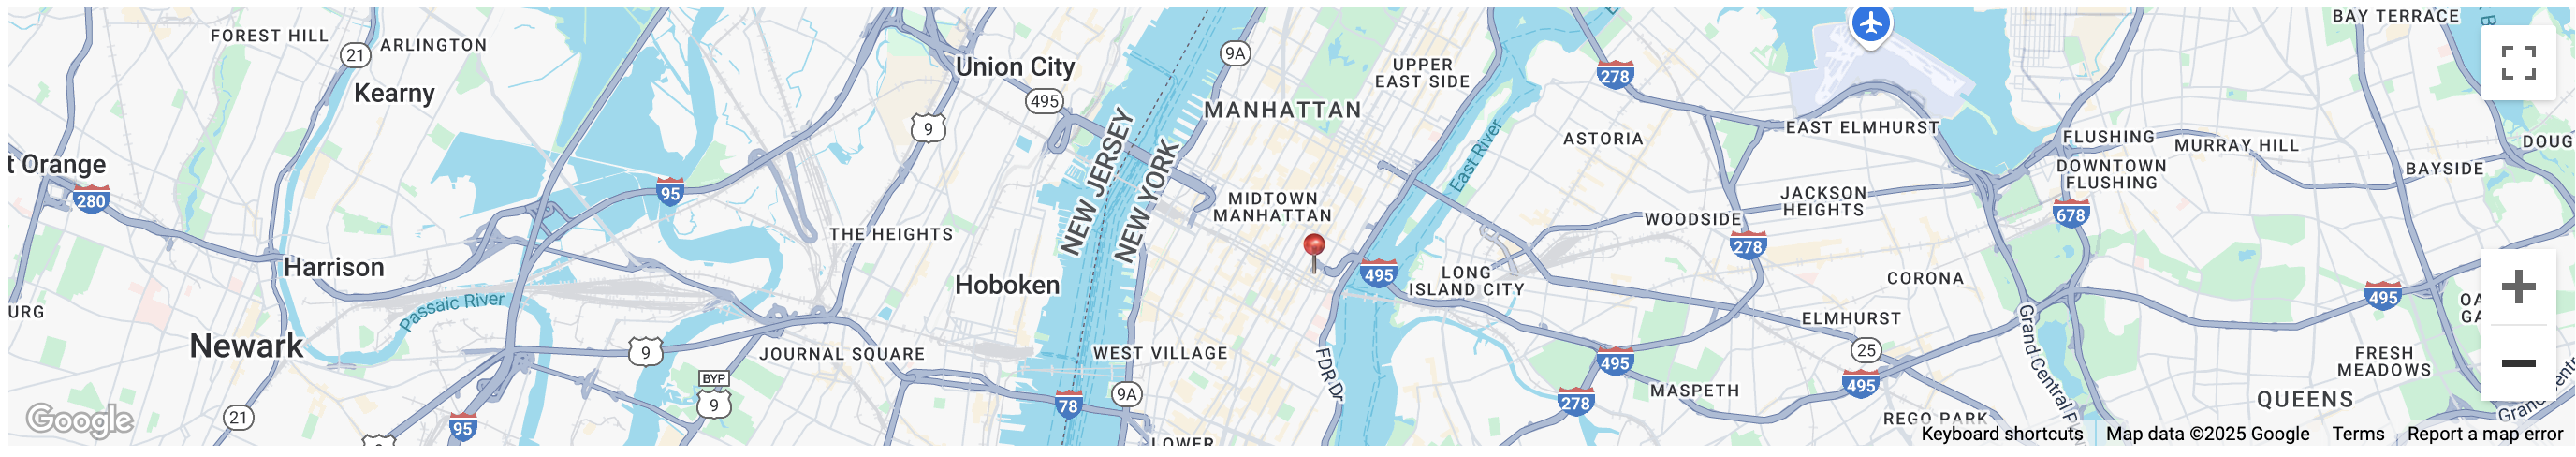 FOREST HILL
21
ARLINGTON
Kearny
Union City
495
9A
UPPER
EAST SIDE
278
BAY TERRACE
MANHATTAN
9
t Orange
280
95
NEW JERSEY
NEW YORK
East River
ASTORIA
EAST ELMHURST
FLUSHING
MURRAY HILL
DOUG
DOWNTOWN
FLUSHING
BAYSIDE
MIDTOWN
MANHATTAN
JACKSON
HEIGHTS
WOODSIDE
678
THE HEIGHTS
278
Harrison
Hoboken
495
LONG
ISLAND CITY
CORONA
495
Passaic River
URG
Newark
9
JOURNAL SQUARE
WEST VILLAGE
FDR Dr
ELMHURST
25
Grand Central P
FRESH
MEADOWS
BYP
9
78
9A
495
278
MASPETH
495
QUEENS
Google
21
95
LOWER
REGO PARK
Keyboard shortcuts
Map data ©2025 Google
Terms
Report a map error